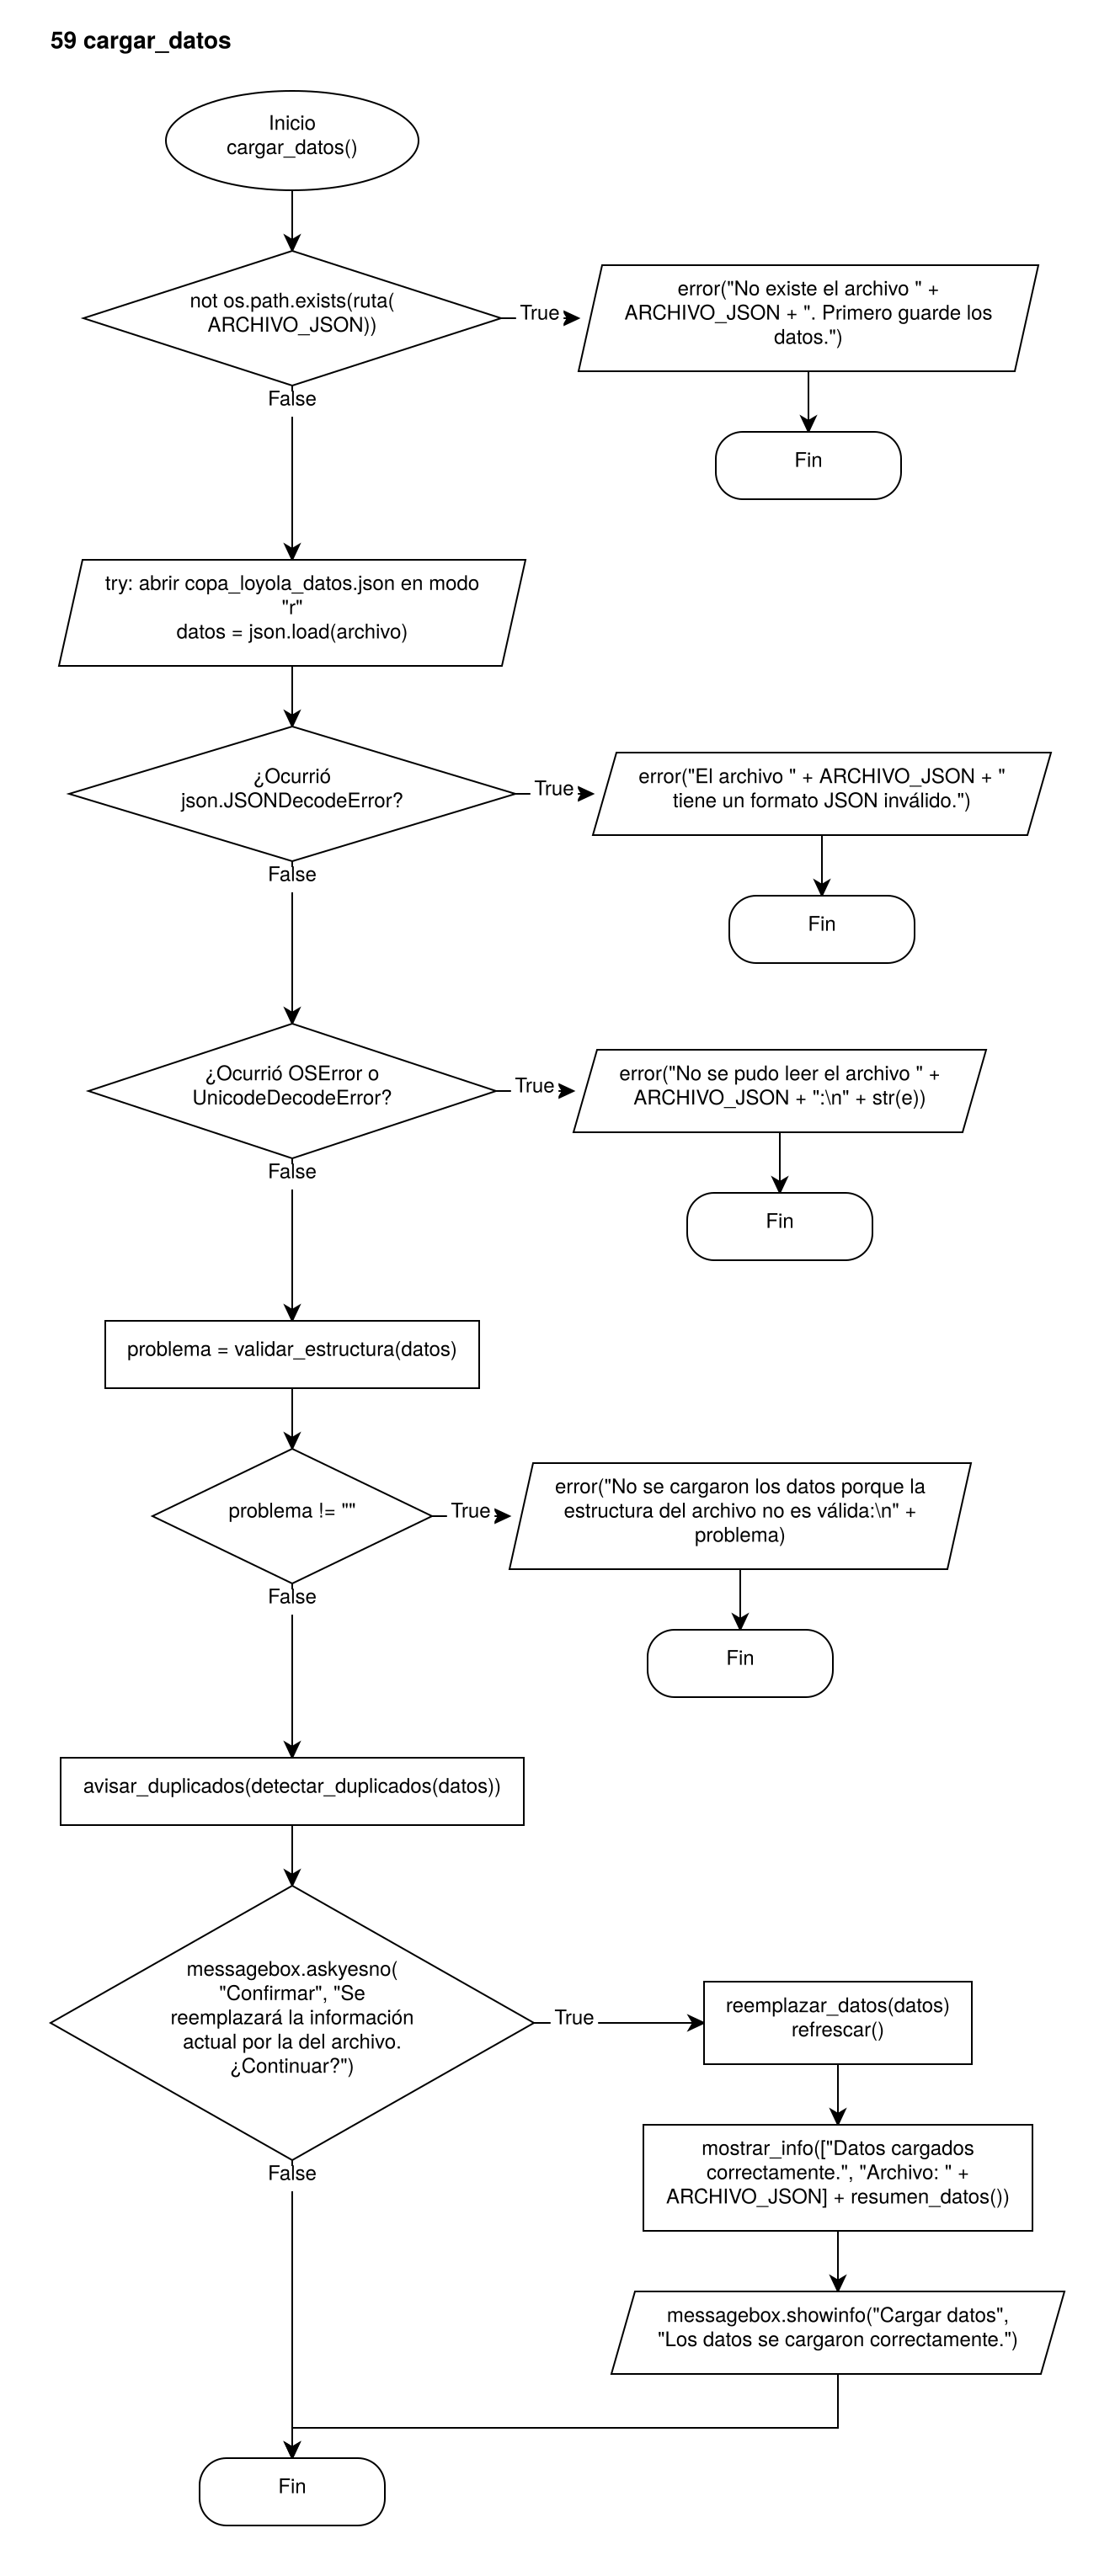 59 cargar_datos
Inicio
cargar_datos()
not os.path.exists(ruta(
ARCHIVO_JSON))
True
error("No existe el archivo " +
ARCHIVO_JSON + ". Primero guarde los
datos.")
False
Fin
try: abrir copa_loyola_datos.json en modo
"r"
datos = json.load(archivo)
¿Ocurrió
json.JSONDecodeError?
True
error("El archivo " + ARCHIVO_JSON + "
tiene un formato JSON inválido.")
False
Fin
¿Ocurrió OSError o
UnicodeDecodeError?
True
error("No se pudo leer el archivo " +
ARCHIVO_JSON + ":\n" + str(e))
False
Fin
problema = validar_estructura(datos)
problema != ""
True
error("No se cargaron los datos porque la
estructura del archivo no es válida:\n" +
problema)
False
Fin
avisar_duplicados(detectar_duplicados(datos))
messagebox.askyesno(
"Confirmar", "Se
reemplazará la información
actual por la del archivo.
¿Continuar?")
True
reemplazar_datos(datos)
refrescar()
mostrar_info(["Datos cargados
correctamente.", "Archivo: " +
ARCHIVO_JSON] + resumen_datos())
False
messagebox.showinfo("Cargar datos",
"Los datos se cargaron correctamente.")
Fin